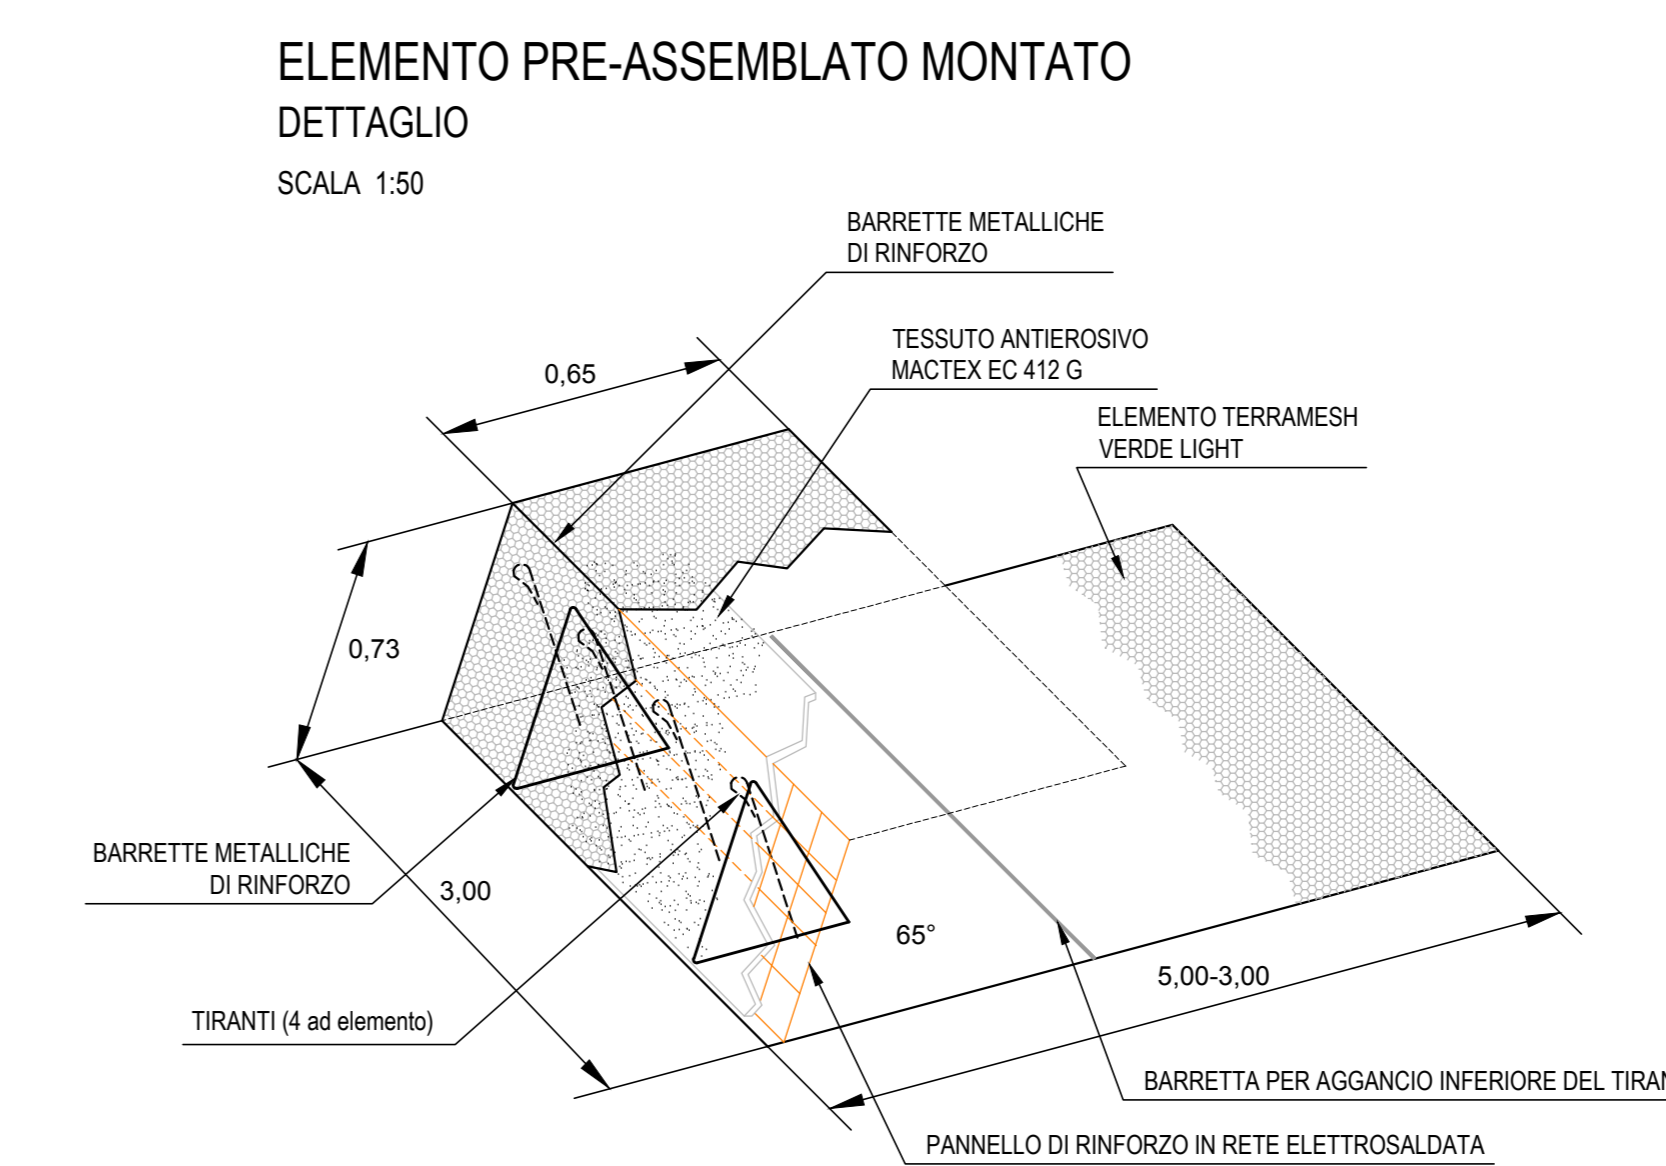 ELEMENTO PRE-ASSEMBLATO MONTATO
DETTAGLIO
SCALA 1:50
BARRETTE METALLICHE
DI RINFORZO
TESSUTO ANTIEROSIVO
MACTEX EC 412 G
ELEMENTO TERRAMESH
VERDE LIGHT
0,65
0,73
BARRETTE METALLICHE
DI RINFORZO
3,00
65°
5,00-3,00
TIRANTI (4 ad elemento)
BARRETTA PER AGGANCIO INFERIORE DEL
PANNELLO DI RINFORZO IN RETE ELETTROSALDATA